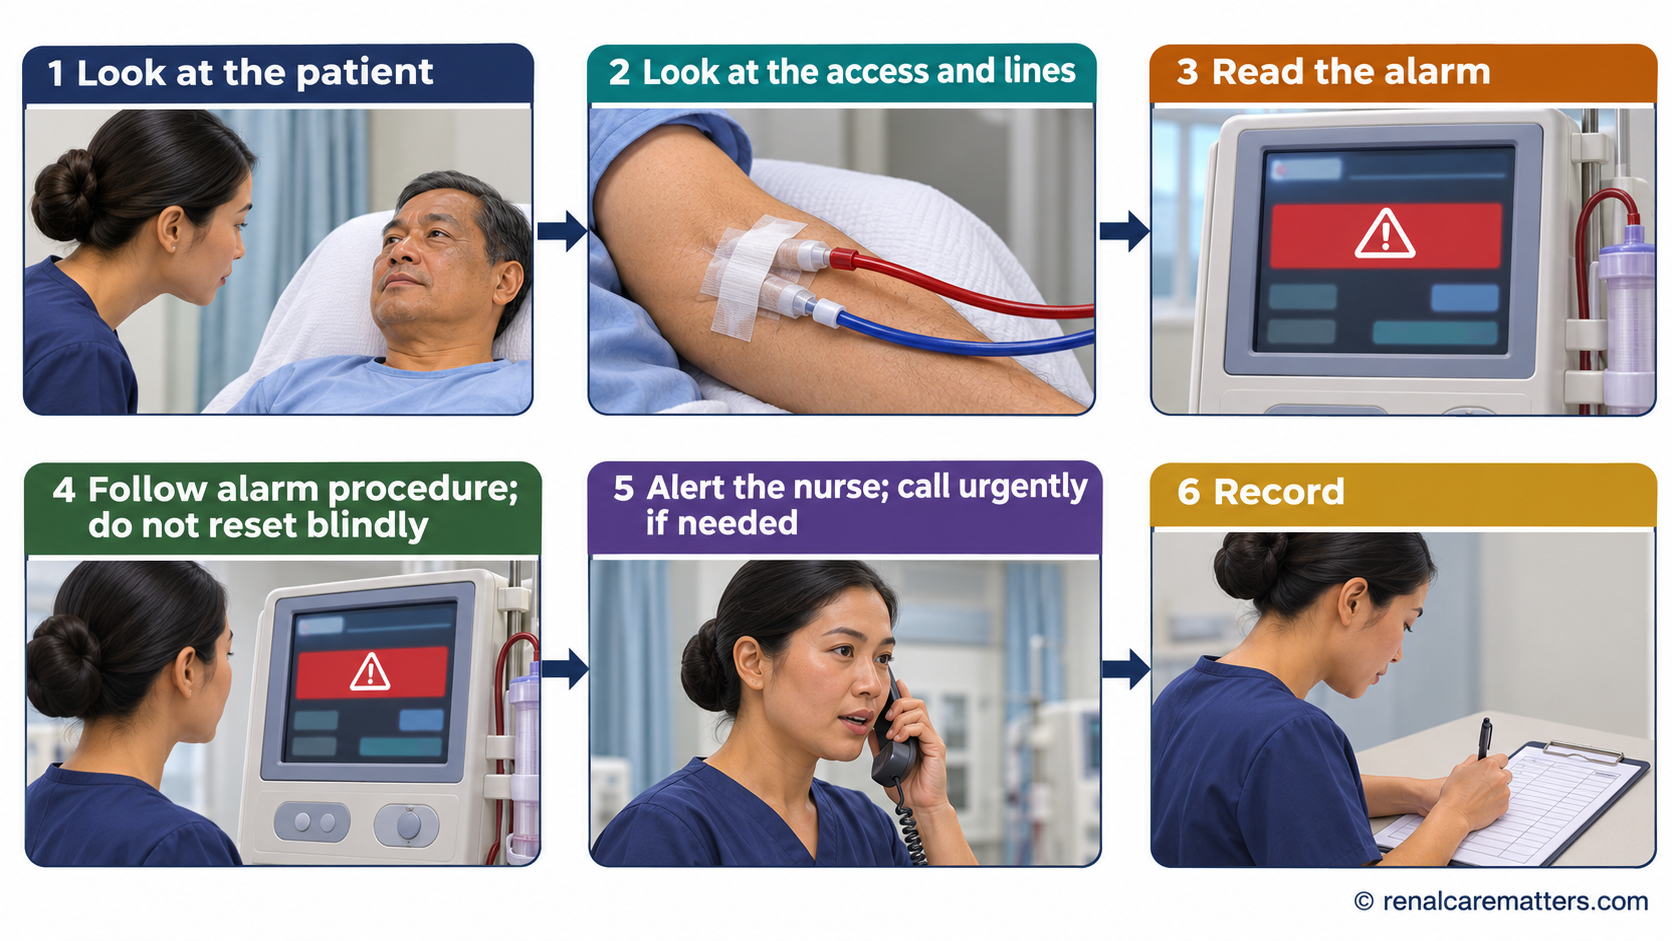 1 Look at the patient
2 Look at the access and lines
3 Read the alarm
4 Follow alarm procedure;
do not reset blindly
5 Alert the nurse; call urgently
if needed
6 Record
© renalcarematters.com